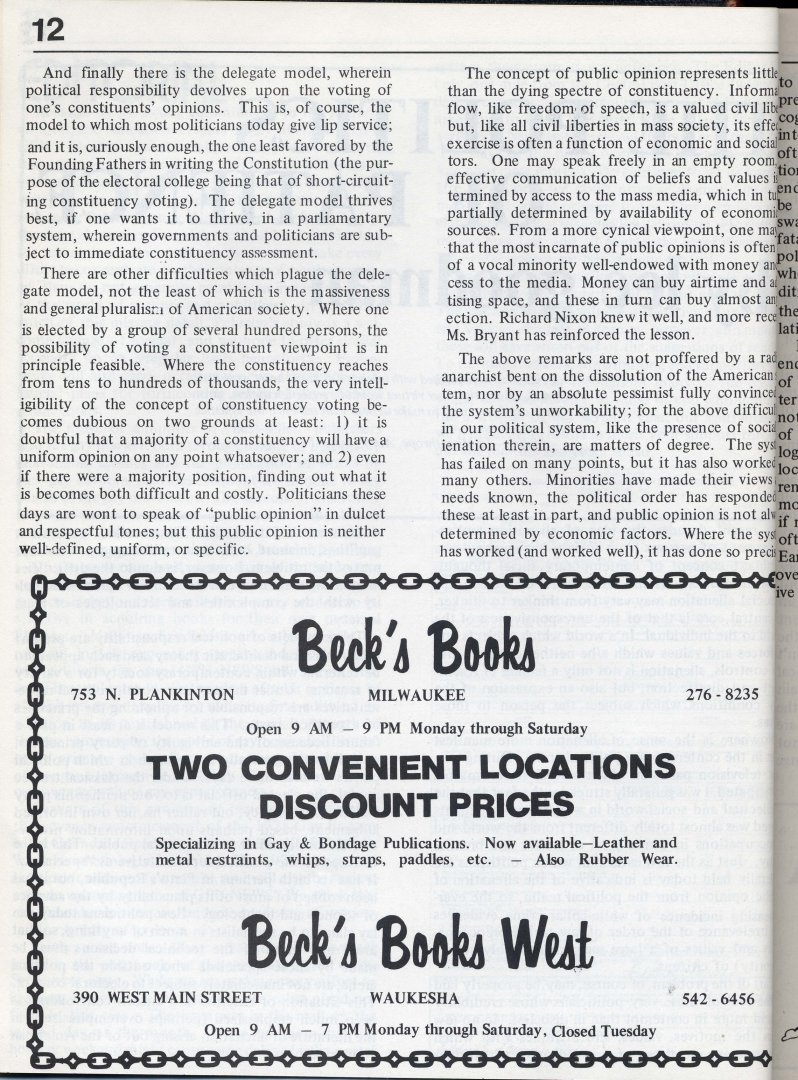 12
And finally there is the delegate model, wherein
political responsibility devolves upon the voting of
one's constituents' opinions. This is, of course, the
model to which most politicians today give lip service;
and it is, curiously enough, the one least favored by the
Founding Fathers in writing the Constitution (the pur-
pose of the electoral college being that of short-circuit-
ing constituency voting). The delegate model thrives
best, if one wants it to thrive, in a parliamentary
system, wherein governments and politicians are sub-
ject to immediate constituency assessment.
There are other difficulties which plague the dele-
gate model, not the least of which is the massiveness
and general pluralism of American society. Where one
is elected by a group of several hundred persons, the
possibility of voting a constituent viewpoint is in
principle feasible. Where the constituency reaches
from tens to hundreds of thousands, the very intell-
igibility of the concept of constituency voting be-
comes dubious on two grounds at least: 1) it is
doubtful that a majority of a constituency will have a
uniform opinion on any point whatsoever; and 2) even
if there were a majority position, finding out what it
is becomes both difficult and costly. Politicians these
days are wont to speak of "public opinion" in dulcet
and respectful tones; but this public opinion is neither
well-defined, uniform, or specific.
The concept of public opinion represents little
than the dying spectre of constituency. Informa
flow, like freedom of speech, is a valued civil lib
but, like all civil liberties in mass society, its effe
exercise is often a function of economic and social
tors. One may speak freely in an empty room,
effective communication of beliefs and values i
termined by access to the mass media, which in tu
partially determined by availability of economi
sources. From a more cynical viewpoint, one ma
that the most incarnate of public opinions is often
of a vocal minority well-endowed with money an
cess to the media. Money can buy airtime and a
tising space, and these in turn can buy almost an
ection. Richard Nixon knew it well, and more rece
Ms. Bryant has reinforced the lesson.
The above remarks are not proffered by a rad
anarchist bent on the dissolution of the American
tem, nor by an absolute pessimist fully convinced
the system's unworkability; for the above difficul
in our political system, like the presence of socia
ienation therein, are matters of degree. The sys
has failed on many points, but it has also worked
many others. Minorities have made their views
needs known, the political order has responded
these at least in part, and public opinion is not alw
determined by economic factors. Where the sys
has worked (and worked well), it has done so preci
Beck's Books
753 N. PLANKINTON MILWAUKEE 276 - 8235
Open 9 AM – 9 PM Monday through Saturday
TWO CONVENIENT LOCATIONS
DISCOUNT PRICES
Specializing in Gay & Bondage Publications. Now available—Leather and
metal restraints, whips, straps, paddles, etc. – Also Rubber Wear.
Beck's Books West
390 WEST MAIN STREET WAUKESHA 542 - 6456
Open 9 AM – 7 PM Monday through Saturday, Closed Tuesday